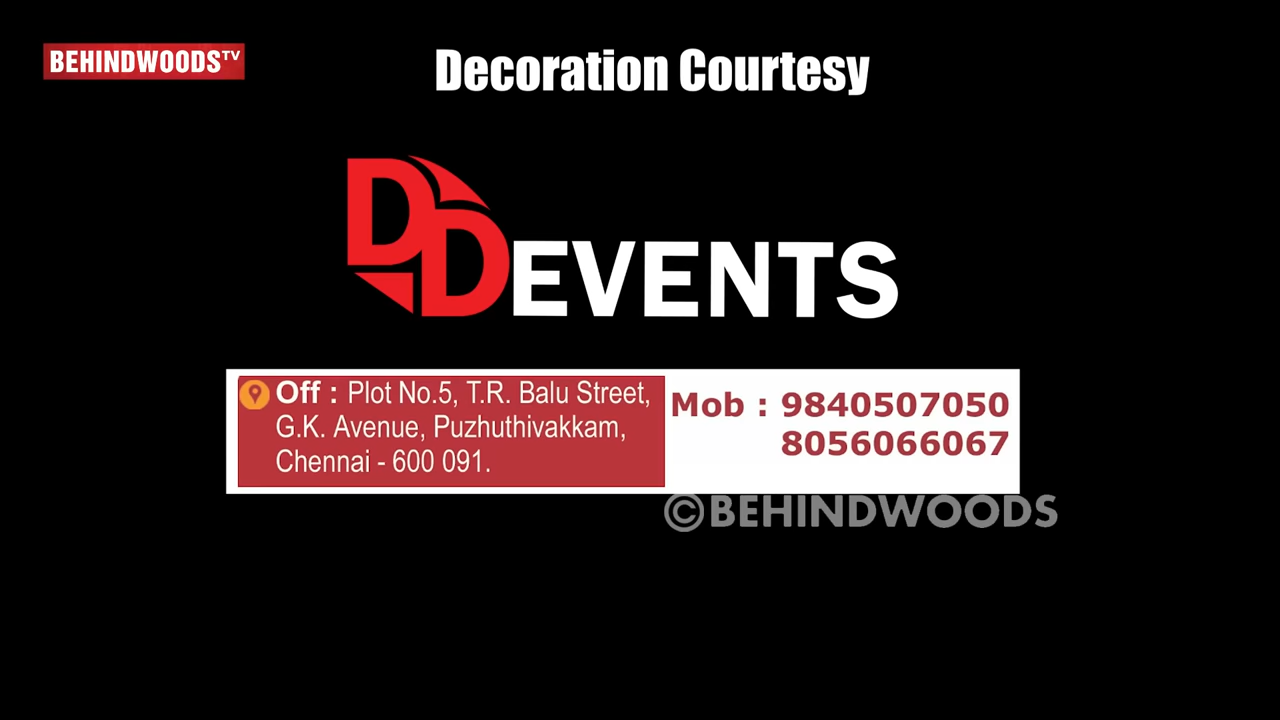 BEHINDWOODS TV
Decoration Courtesy
DD EVENTS
Off : Plot No.5, T.R. Balu Street,
G.K. Avenue, Puzhuthivakkam,
Chennai - 600 091.
Mob : 9840507050
8056066067
©BEHINDWOODS